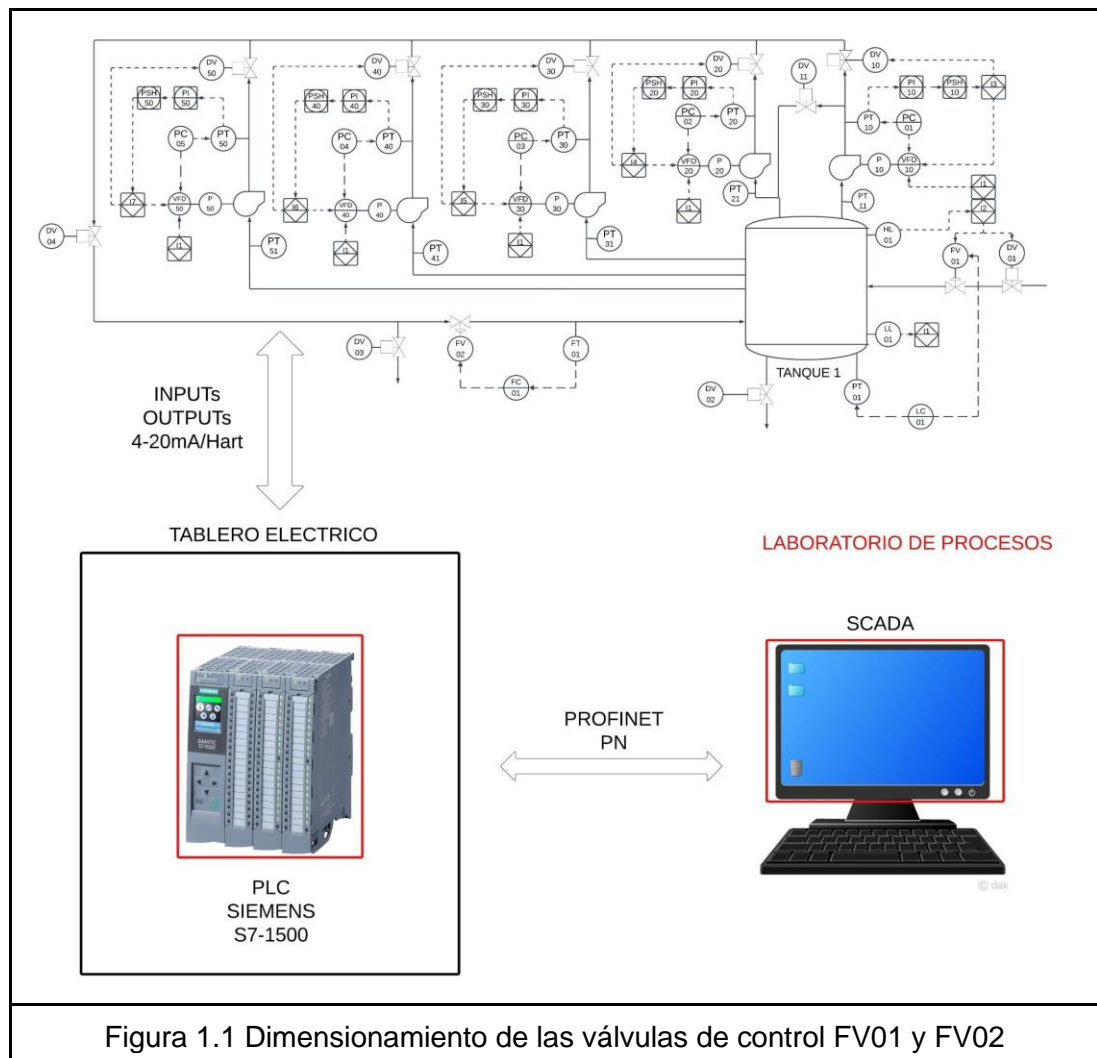 DV 50
DV 40
DV 30
DV 20
DV 11
DV 10
PSH 50
PI 50
PSH 40
PI 40
PSH 30
PI 30
PSH 20
PI 20
PI 10
PSH 10
I3
PC 05
PT 50
PC 04
PT 40
PC 03
PT 30
PC 02
PT 20
PT 10
PC 01
I7
VFD 50
P 50
I6
VFD 40
P 40
I5
VFD 30
P 30
I4
VFD 20
P 20
P 10
VFD 10
I1
I1
I1
I1
PT 51
PT 41
PT 31
PT 21
PT 11
I1
I2
DV 04
HL 01
FV 01
DV 01
DV 03
FV 02
FT 01
FC 01
LL 01
I1
TANQUE 1
DV 02
PT 01
LC 01
INPUTs
OUTPUTs
4-20mA/Hart
TABLERO ELECTRICO
LABORATORIO DE PROCESOS
SCADA
PROFINET
PN
SIEMENS
SIMATIC
S7-1500
PLC
SIEMENS
S7-1500
© dak
Figura 1.1 Dimensionamiento de las válvulas de control FV01 y FV02